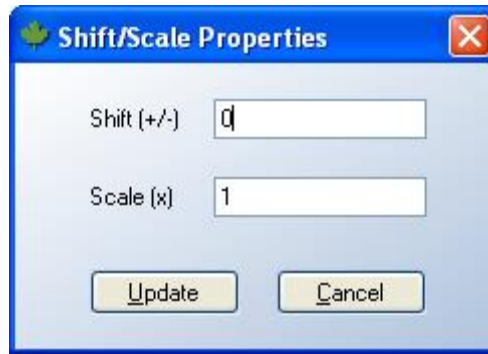 Shift/Scale Properties
Shift (+/-) 0
Scale (x) 1
Update Cancel